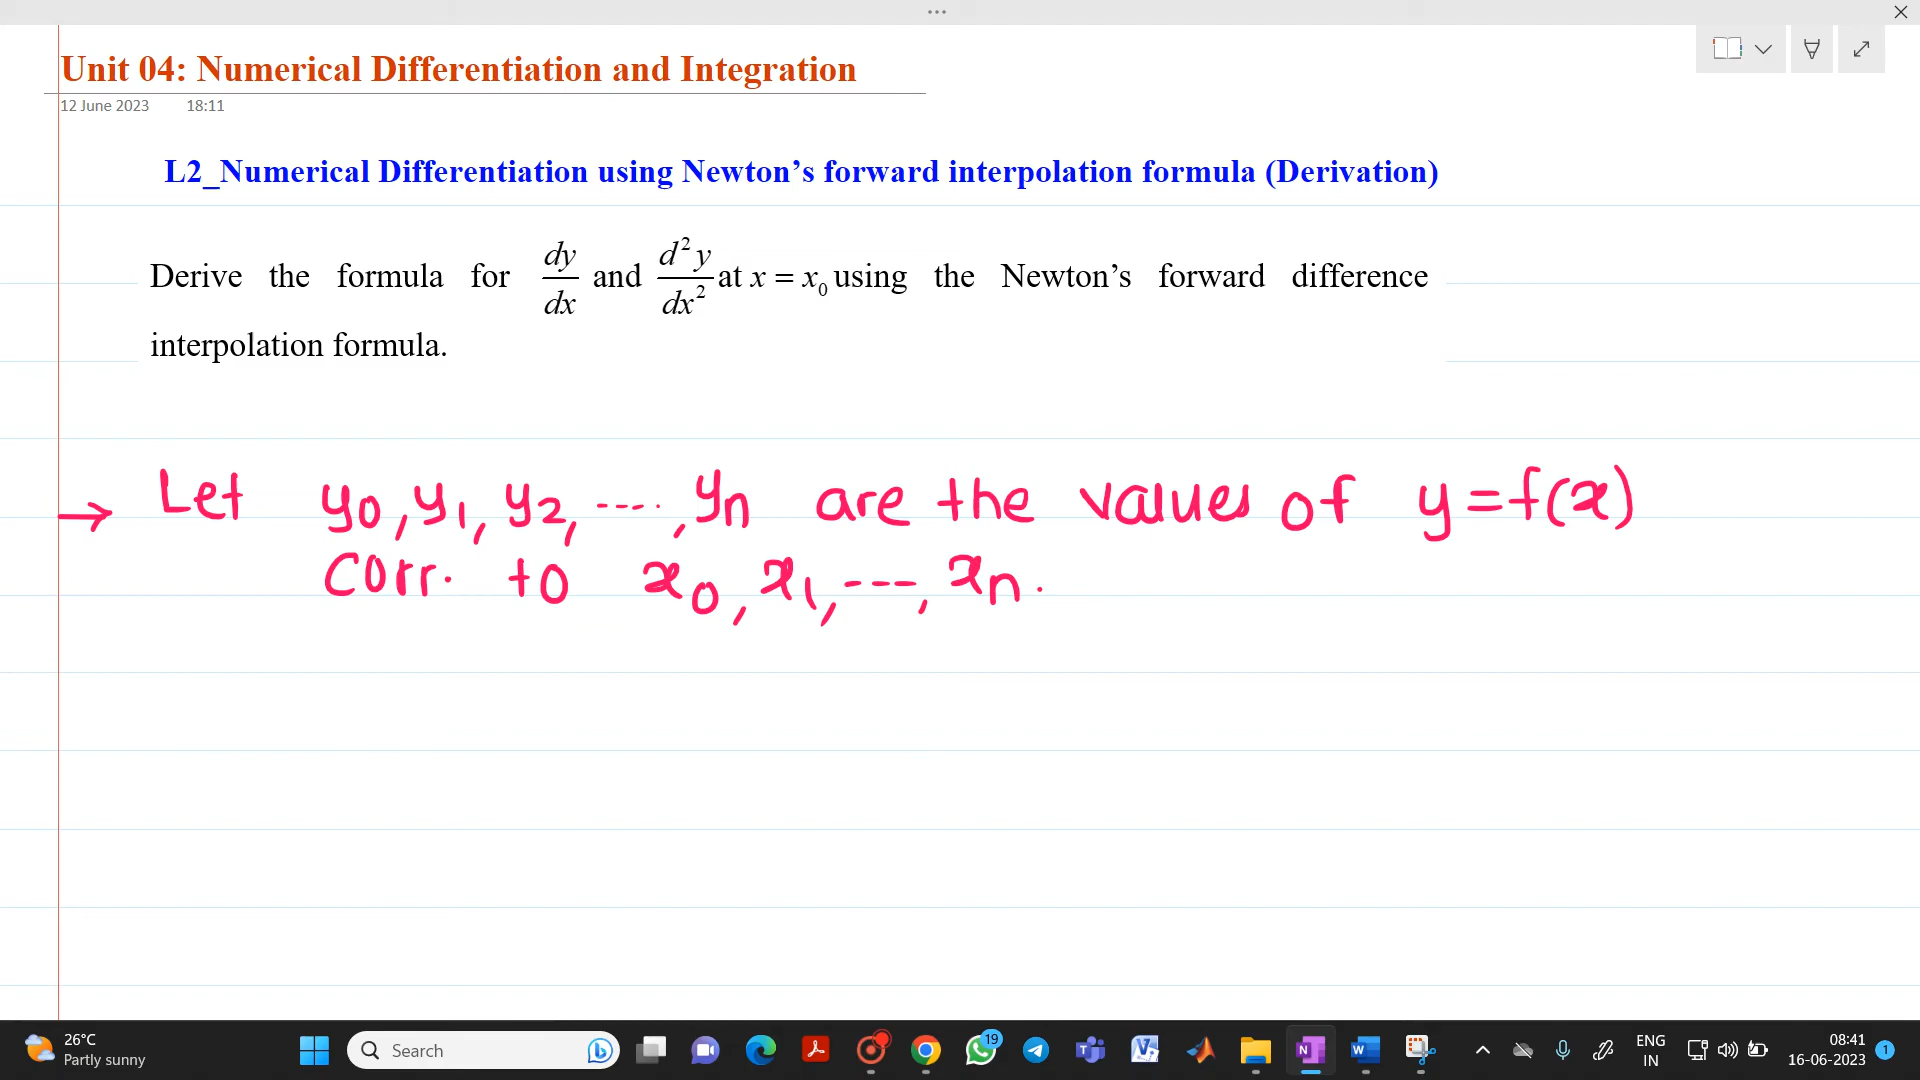 Unit 04: Numerical Differentiation and Integration
12 June 2023 18:11
L2_Numerical Differentiation using Newton’s forward interpolation formula (Derivation)
Derive the formula for dy/dx and d²y/dx² at x = x₀ using the Newton’s forward difference
interpolation formula.
→ Let y₀, y₁, y₂, ...., yₙ are the values of y = f(x)
Corr. to x₀, x₁, ---, xₙ.
26°C
Partly sunny
Search
19
ENG
IN
08:41
16-06-2023
1